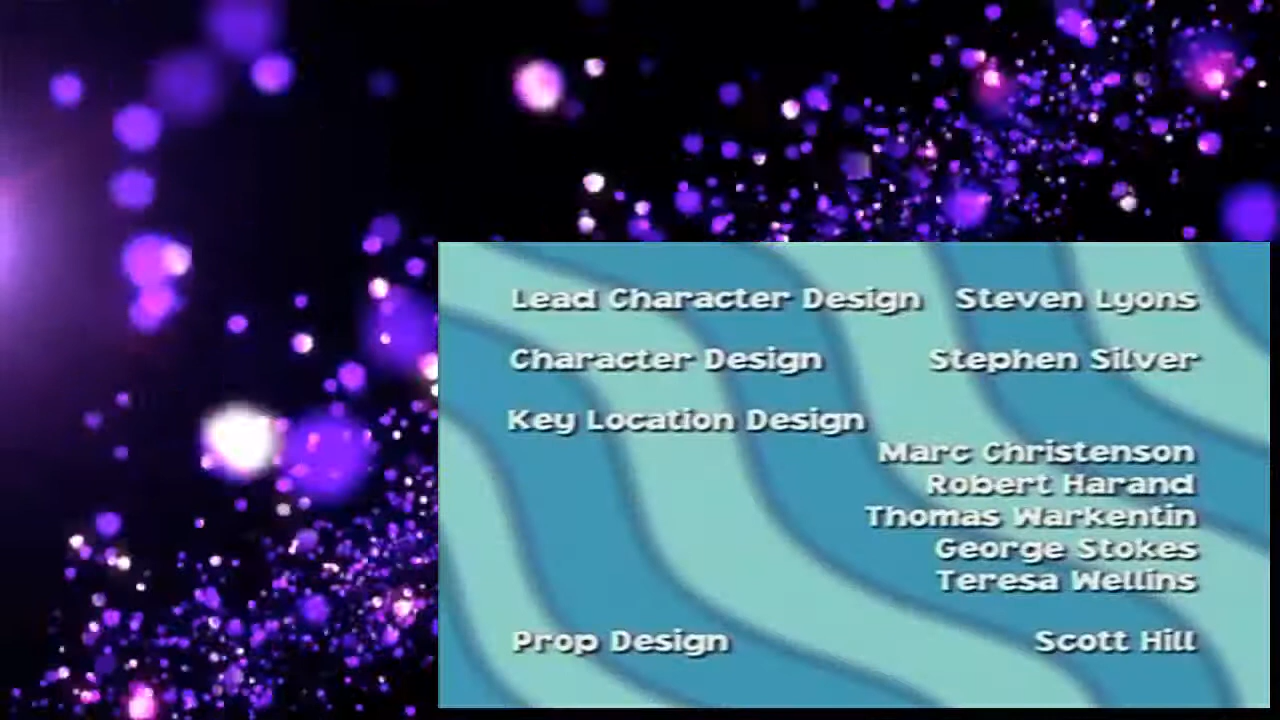 Lead Character Design Steven Lyons
Character Design Stephen Silver
Key Location Design
Marc Christenson
Robert Harand
Thomas Warkentin
George Stokes
Teresa Wellins
Prop Design Scott Hill